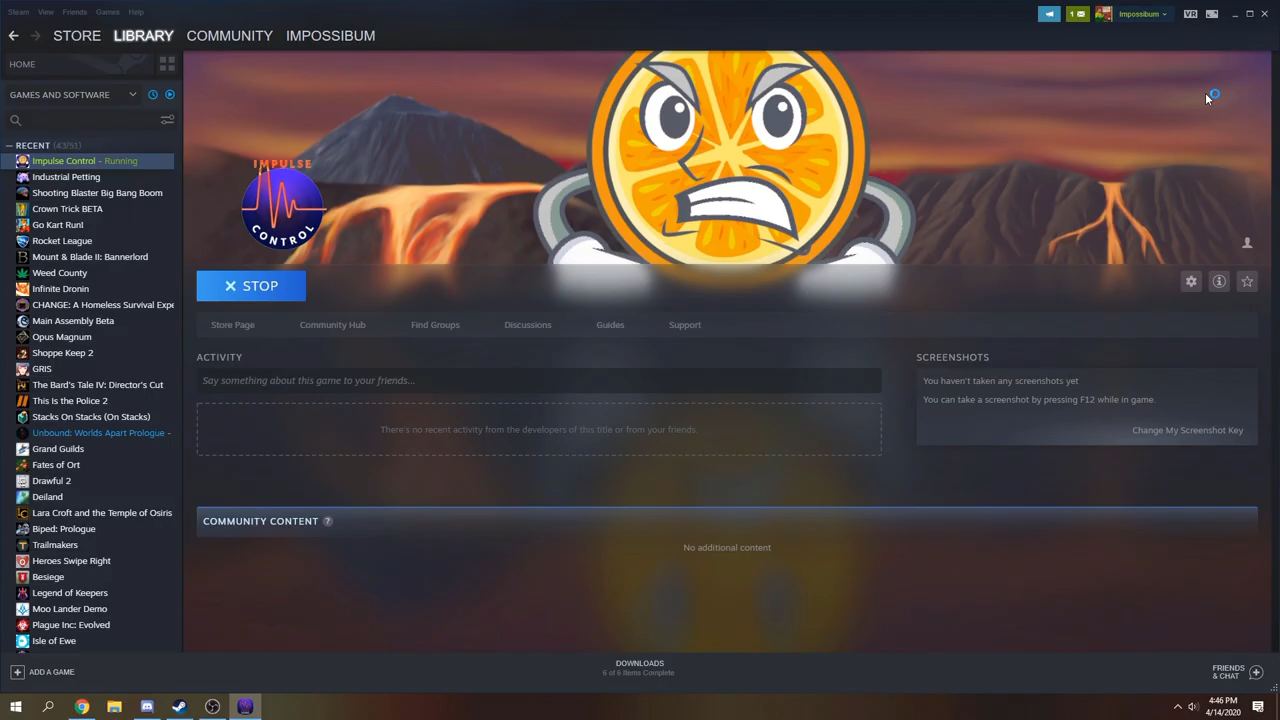 Steam View Friends Games Help
1
Impossibum
VR
STORE LIBRARY COMMUNITY IMPOSSIBUM
HOME
GAMES AND SOFTWARE
RECENT (43/51)
Impulse Control - Running
Industrial Petting
Shooting Blaster Big Bang Boom
Crown Trick BETA
Go Kart Run!
Rocket League
Mount & Blade II: Bannerlord
Weed County
Infinite Dronin
CHANGE: A Homeless Survival Expe
Main Assembly Beta
Opus Magnum
Shoppe Keep 2
GRIS
The Bard's Tale IV: Director's Cut
This Is the Police 2
Stacks On Stacks (On Stacks)
Unbound: Worlds Apart Prologue -
Grand Guilds
Fates of Ort
Drawful 2
Deiland
Lara Croft and the Temple of Osiris
Biped: Prologue
Trailmakers
Heroes Swipe Right
Besiege
Legend of Keepers
Moo Lander Demo
Plague Inc: Evolved
Isle of Ewe
ADD A GAME
IMPULSE
CONTROL
STOP
Store Page Community Hub Find Groups Discussions Guides Support
ACTIVITY
Say something about this game to your friends...
There's no recent activity from the developers of this title or from your friends.
SCREENSHOTS
You haven't taken any screenshots yet
You can take a screenshot by pressing F12 while in game.
Change My Screenshot Key
COMMUNITY CONTENT ?
No additional content
DOWNLOADS
6 of 6 Items Complete
FRIENDS
& CHAT
4:46 PM
4/14/2020